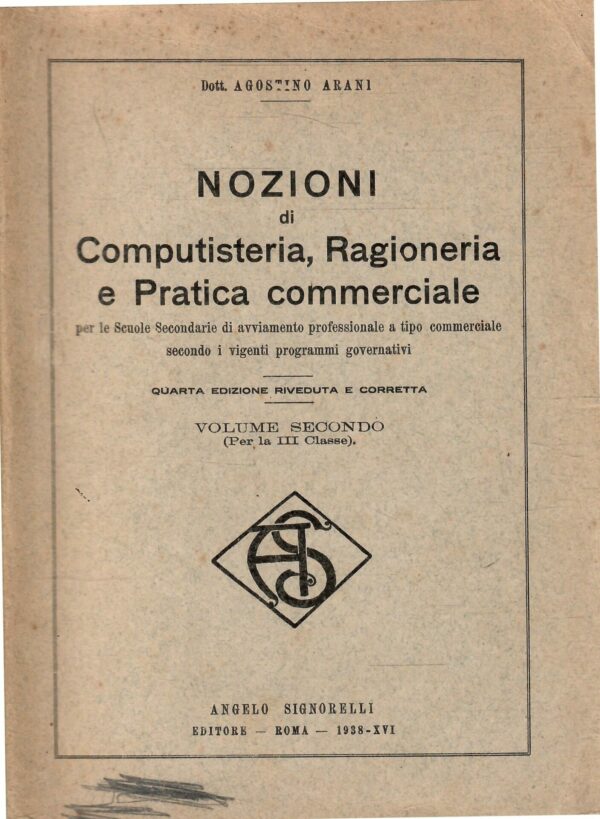 Dott. AGOSTINO ARANI
NOZIONI
di
Computisteria, Ragioneria
e Pratica commerciale
per le Scuole Secondarie di avviamento professionale a tipo commerciale
secondo i vigenti programmi governativi
QUARTA EDIZIONE RIVEDUTA E CORRETTA
VOLUME SECONDO
(Per la III Classe).
AS
ANGELO SIGNORELLI
EDITORE — ROMA — 1938-XVI